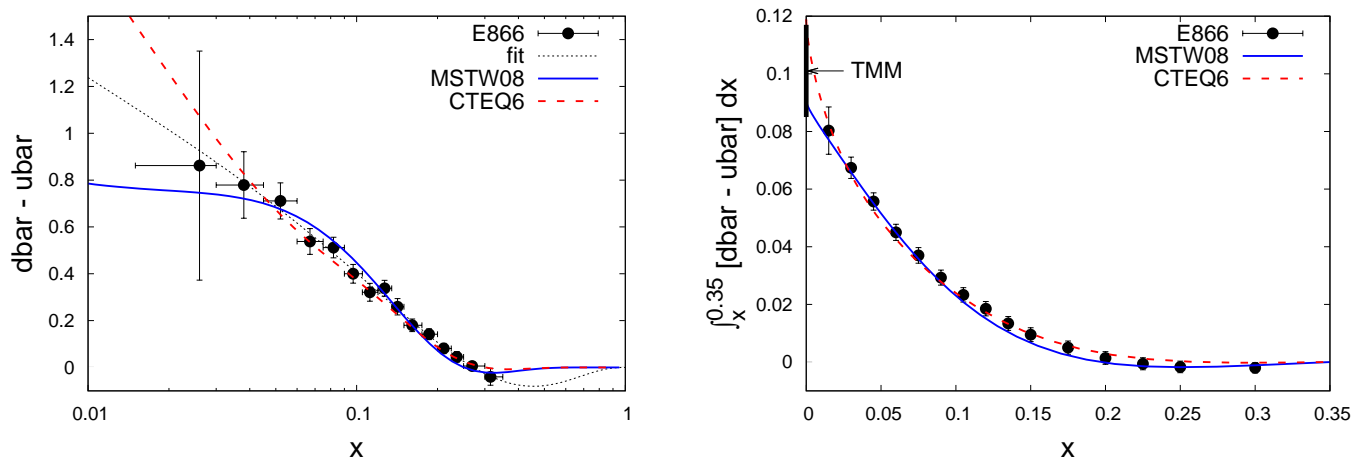 dbar - ubar
1.4
1.2
1
0.8
0.6
0.4
0.2
0
0.01
0.1
1
x
E866
fit
MSTW08
CTEQ6
∫x^0.35 [dbar - ubar] dx
0.12
0.1
0.08
0.06
0.04
0.02
0
0
0.05
0.1
0.15
0.2
0.25
0.3
0.35
x
E866
MSTW08
CTEQ6
TMM